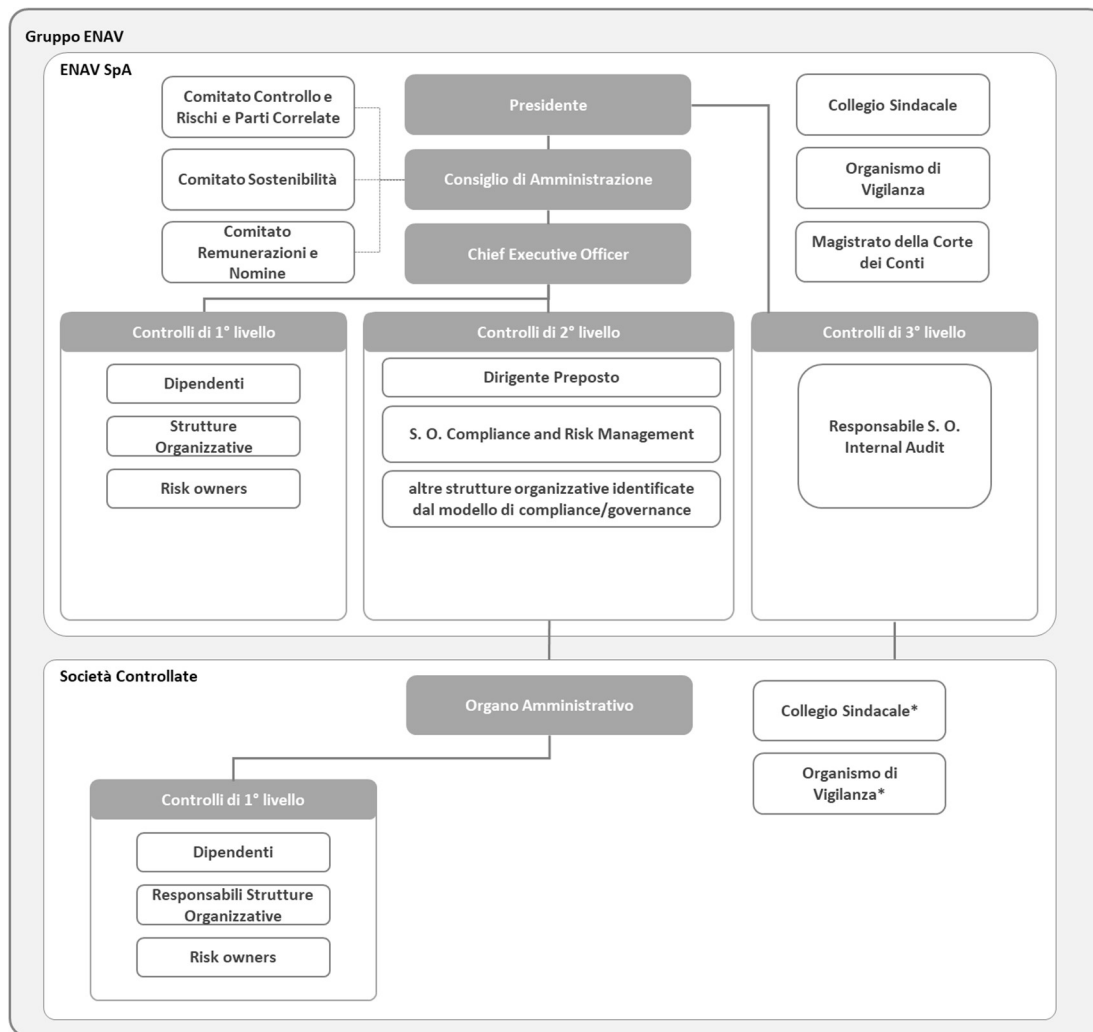 Gruppo ENAV
ENAV SpA
Comitato Controllo e
Rischi e Parti Correlate
Comitato Sostenibilità
Comitato
Remunerazioni e
Nomine
Presidente
Consiglio di Amministrazione
Chief Executive Officer
Collegio Sindacale
Organismo di
Vigilanza
Magistrato della Corte
dei Conti
Controlli di 1° livello
Dipendenti
Strutture
Organizzative
Risk owners
Controlli di 2° livello
Dirigente Preposto
S. O. Compliance and Risk Management
altre strutture organizzative identificate
dal modello di compliance/governance
Controlli di 3° livello
Responsabile S. O.
Internal Audit
Società Controllate
Organo Amministrativo
Collegio Sindacale*
Organismo di
Vigilanza*
Controlli di 1° livello
Dipendenti
Responsabili Strutture
Organizzative
Risk owners